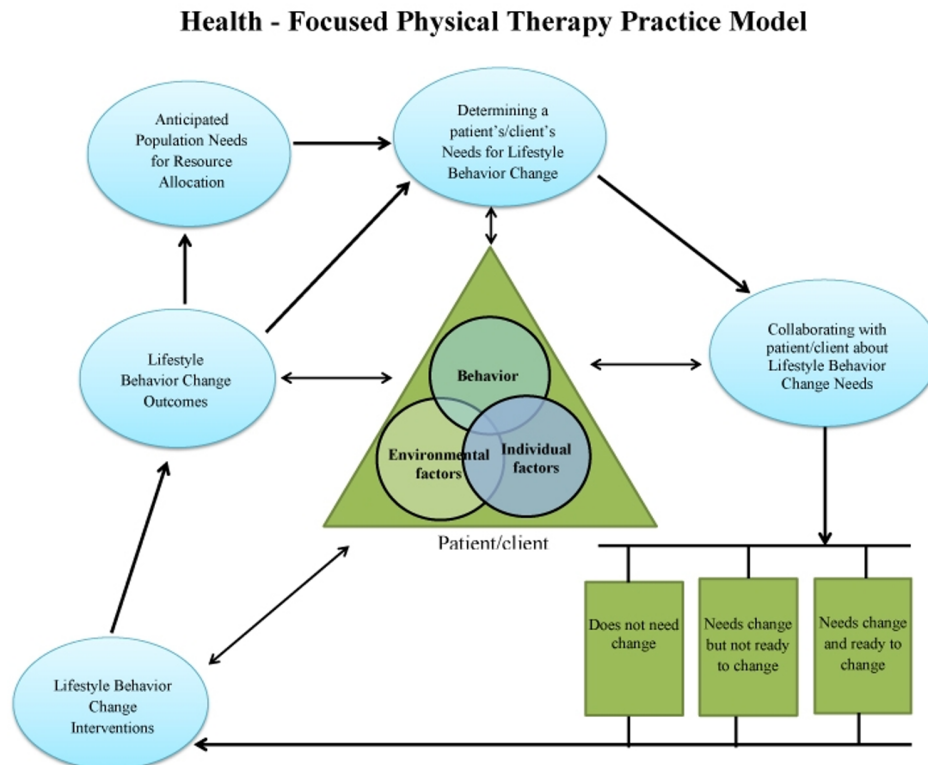 Health - Focused Physical Therapy Practice Model
Anticipated
Population Needs
for Resource
Allocation
Determining a
patient's/client's
Needs for Lifestyle
Behavior Change
Lifestyle
Behavior Change
Outcomes
Behavior
Environmental
factors
Individual
factors
Patient/client
Collaborating with
patient/client about
Lifestyle Behavior
Change Needs
Does not need
change
Needs change
but not ready
to change
Needs change
and ready to
change
Lifestyle Behavior
Change
Interventions